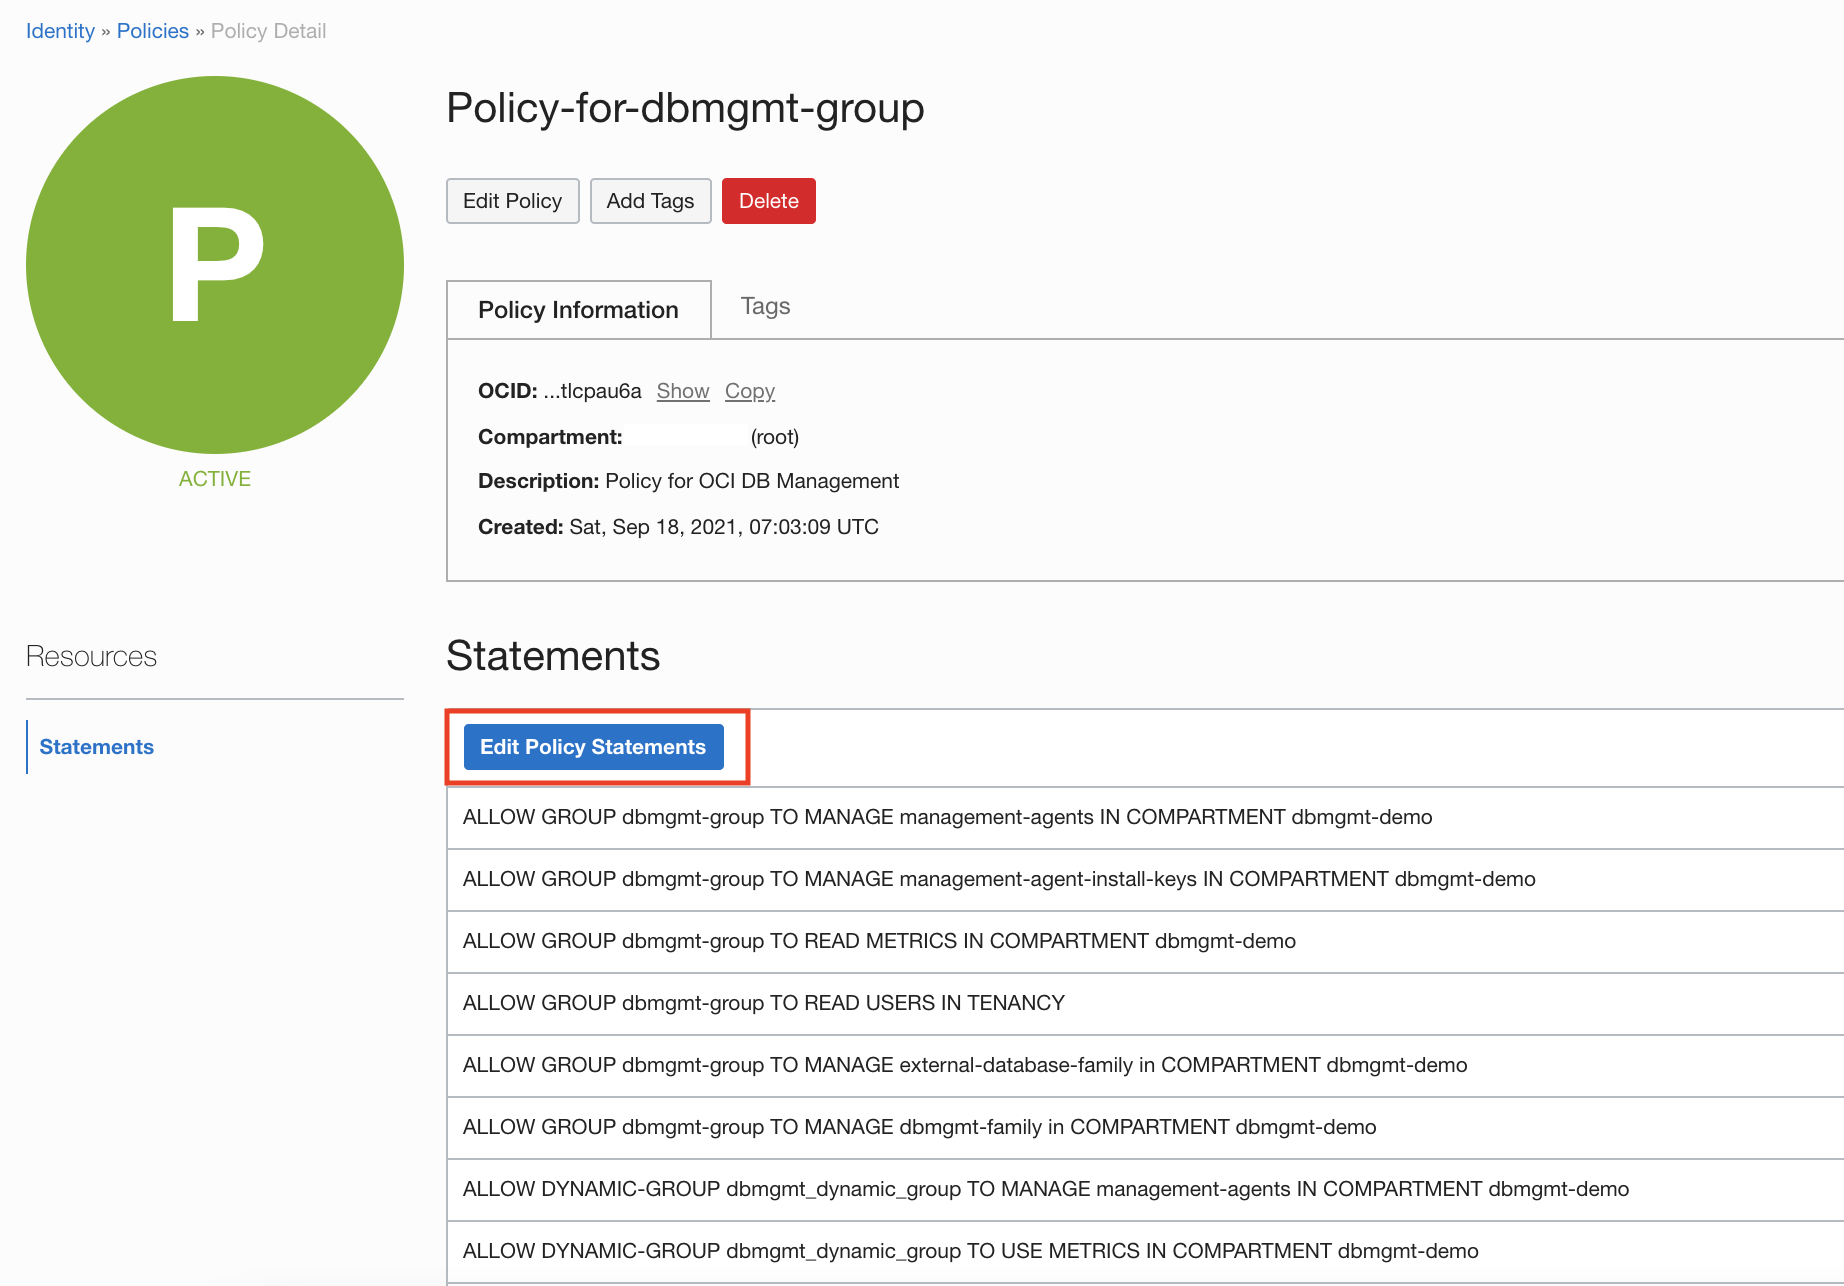 Identity » Policies » Policy Detail
P
ACTIVE
Policy-for-dbmgmt-group
Edit Policy Add Tags Delete
Policy Information Tags
OCID: ...tlcpau6a Show Copy
Compartment: (root)
Description: Policy for OCI DB Management
Created: Sat, Sep 18, 2021, 07:03:09 UTC
Resources
Statements
Statements
Edit Policy Statements
ALLOW GROUP dbmgmt-group TO MANAGE management-agents IN COMPARTMENT dbmgmt-demo
ALLOW GROUP dbmgmt-group TO MANAGE management-agent-install-keys IN COMPARTMENT dbmgmt-demo
ALLOW GROUP dbmgmt-group TO READ METRICS IN COMPARTMENT dbmgmt-demo
ALLOW GROUP dbmgmt-group TO READ USERS IN TENANCY
ALLOW GROUP dbmgmt-group TO MANAGE external-database-family in COMPARTMENT dbmgmt-demo
ALLOW GROUP dbmgmt-group TO MANAGE dbmgmt-family in COMPARTMENT dbmgmt-demo
ALLOW DYNAMIC-GROUP dbmgmt_dynamic_group TO MANAGE management-agents IN COMPARTMENT dbmgmt-demo
ALLOW DYNAMIC-GROUP dbmgmt_dynamic_group TO USE METRICS IN COMPARTMENT dbmgmt-demo